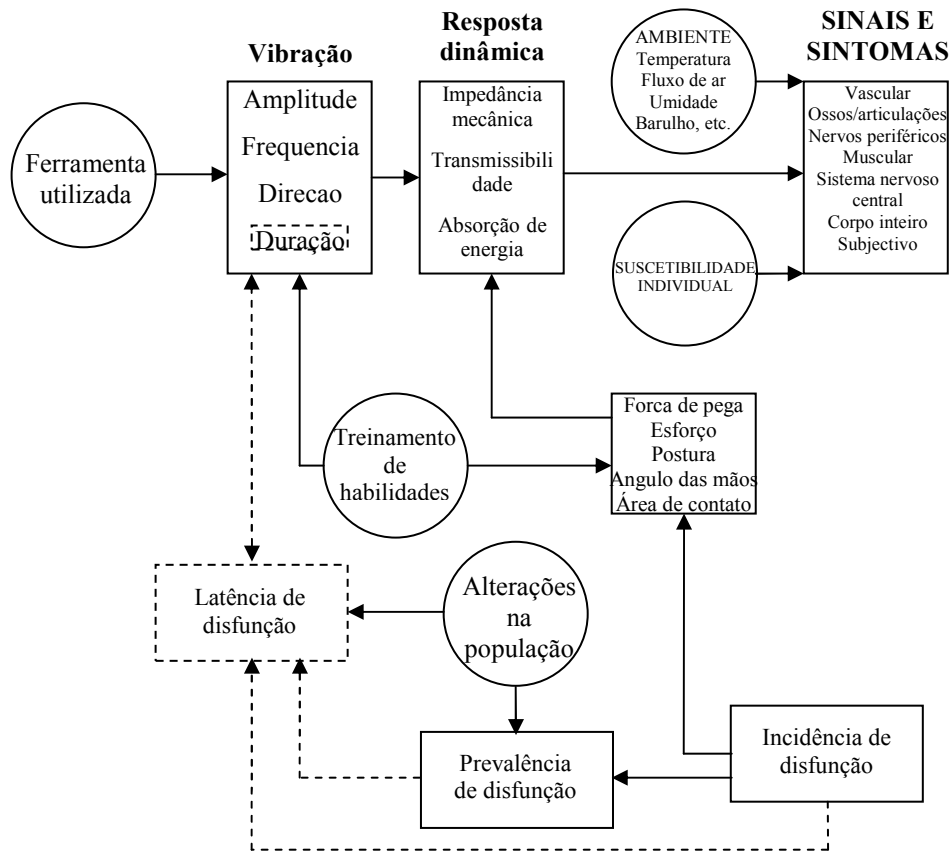 Vibração
Resposta
dinâmica
SINAIS E
SINTOMAS
Ferramenta
utilizada
Amplitude
Frequencia
Direcao
Duração
Impedância
mecânica
Transmissibili
dade
Absorção de
energia
AMBIENTE
Temperatura
Fluxo de ar
Umidade
Barulho, etc.
SUSCETIBILIDADE
INDIVIDUAL
Vascular
Ossos/articulações
Nervos periféricos
Muscular
Sistema nervoso
central
Corpo inteiro
Subjectivo
Treinamento
de
habilidades
Forca de pega
Esforço
Postura
Angulo das mãos
Área de contato
Latência de
disfunção
Alterações
na
população
Prevalência
de disfunção
Incidência de
disfunção